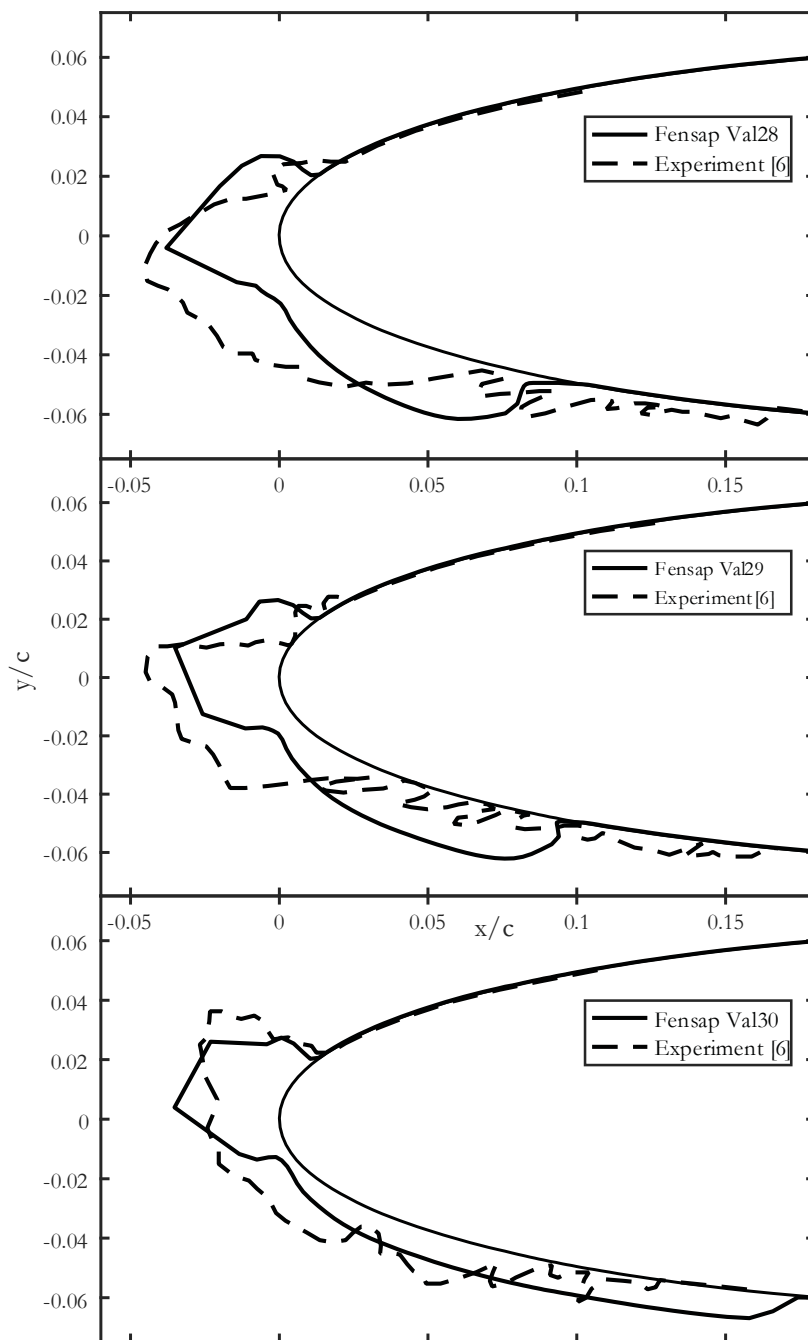 0.06
0.04
Fensap Val28
Experiment [6]
0.02
0
-0.02
-0.04
-0.06
-0.05 0 0.05 0.1 0.15
0.06
0.04
Fensap Val29
Experiment [6]
0.02
y/c
0
-0.02
-0.04
-0.06
-0.05 0 0.05 x/c 0.1 0.15
0.06
0.04
Fensap Val30
Experiment [6]
0.02
0
-0.02
-0.04
-0.06